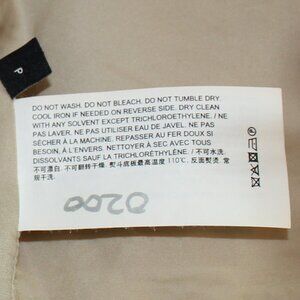 P
DO NOT WASH. DO NOT BLEACH. DO NOT TUMBLE DRY.
COOL IRON IF NEEDED ON REVERSE SIDE. DRY CLEAN
WITH ANY SOLVENT EXCEPT TRICHLOROETHYLENE. / NE
PAS LAVER. NE PAS UTILISER EAU DE JAVEL. NE PAS
SÉCHER À LA MACHINE. REPASSER AU FER DOUX SI
BESOIN, À L'ENVERS. NETTOYER À SEC AVEC TOUS
DISSOLVANTS SAUF LA TRICHLORÉTHYLÈNE. / 不可水洗.
不可漂白. 不可翻转干燥. 熨斗底板最高温度 110℃. 反面熨烫. 常
规干洗.
0200